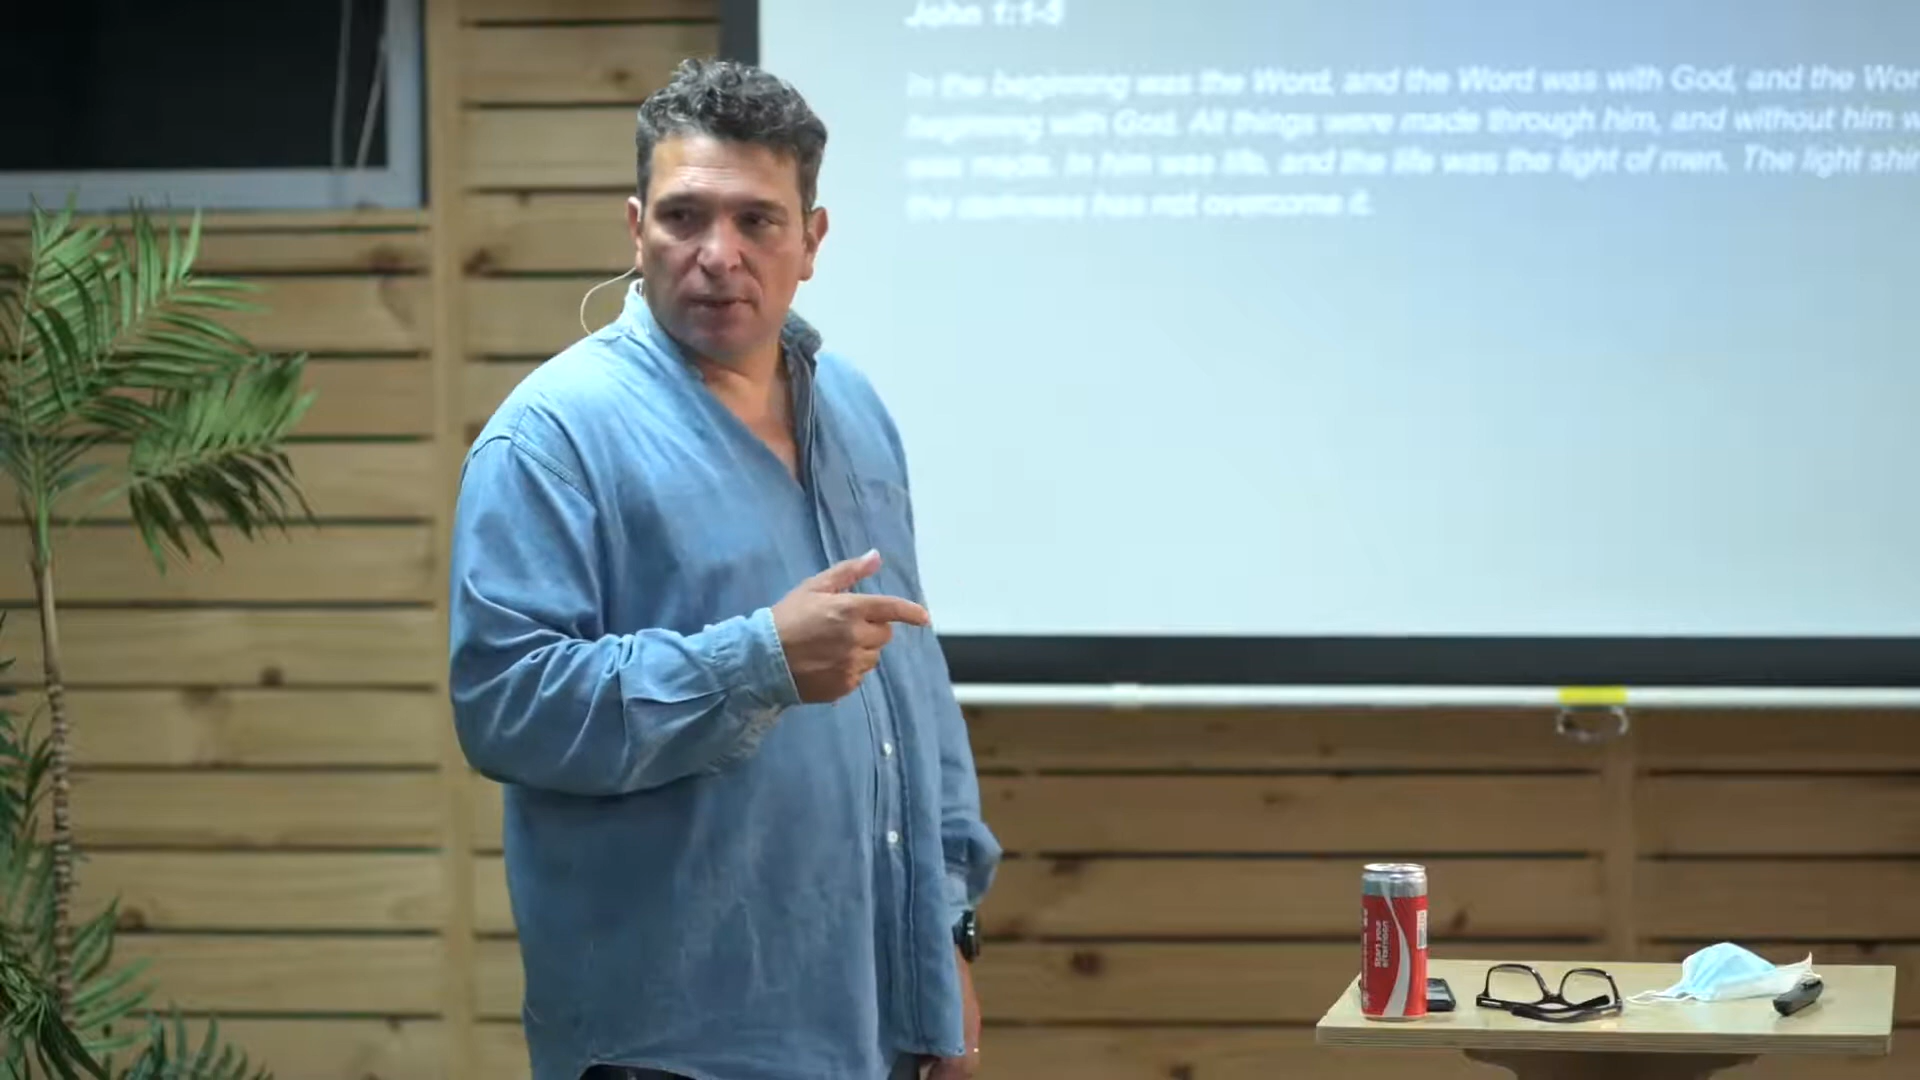 John 1:1-5
In the beginning was the Word, and the Word was with God, and the Wor
beginning with God. All things were made through him, and without him w
was made. In him was life, and the life was the light of men. The light shin
the darkness has not overcome it.
Start your
afternoon